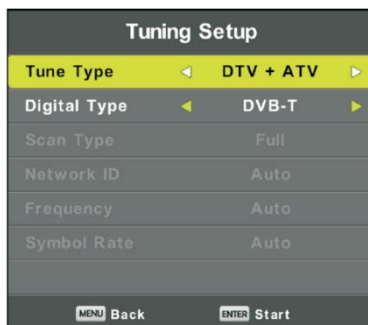 Tuning Setup
Tune Type DTV + ATV
Digital Type DVB-T
Scan Type Full
Network ID Auto
Frequency Auto
Symbol Rate Auto
MENU Back ENTER Start